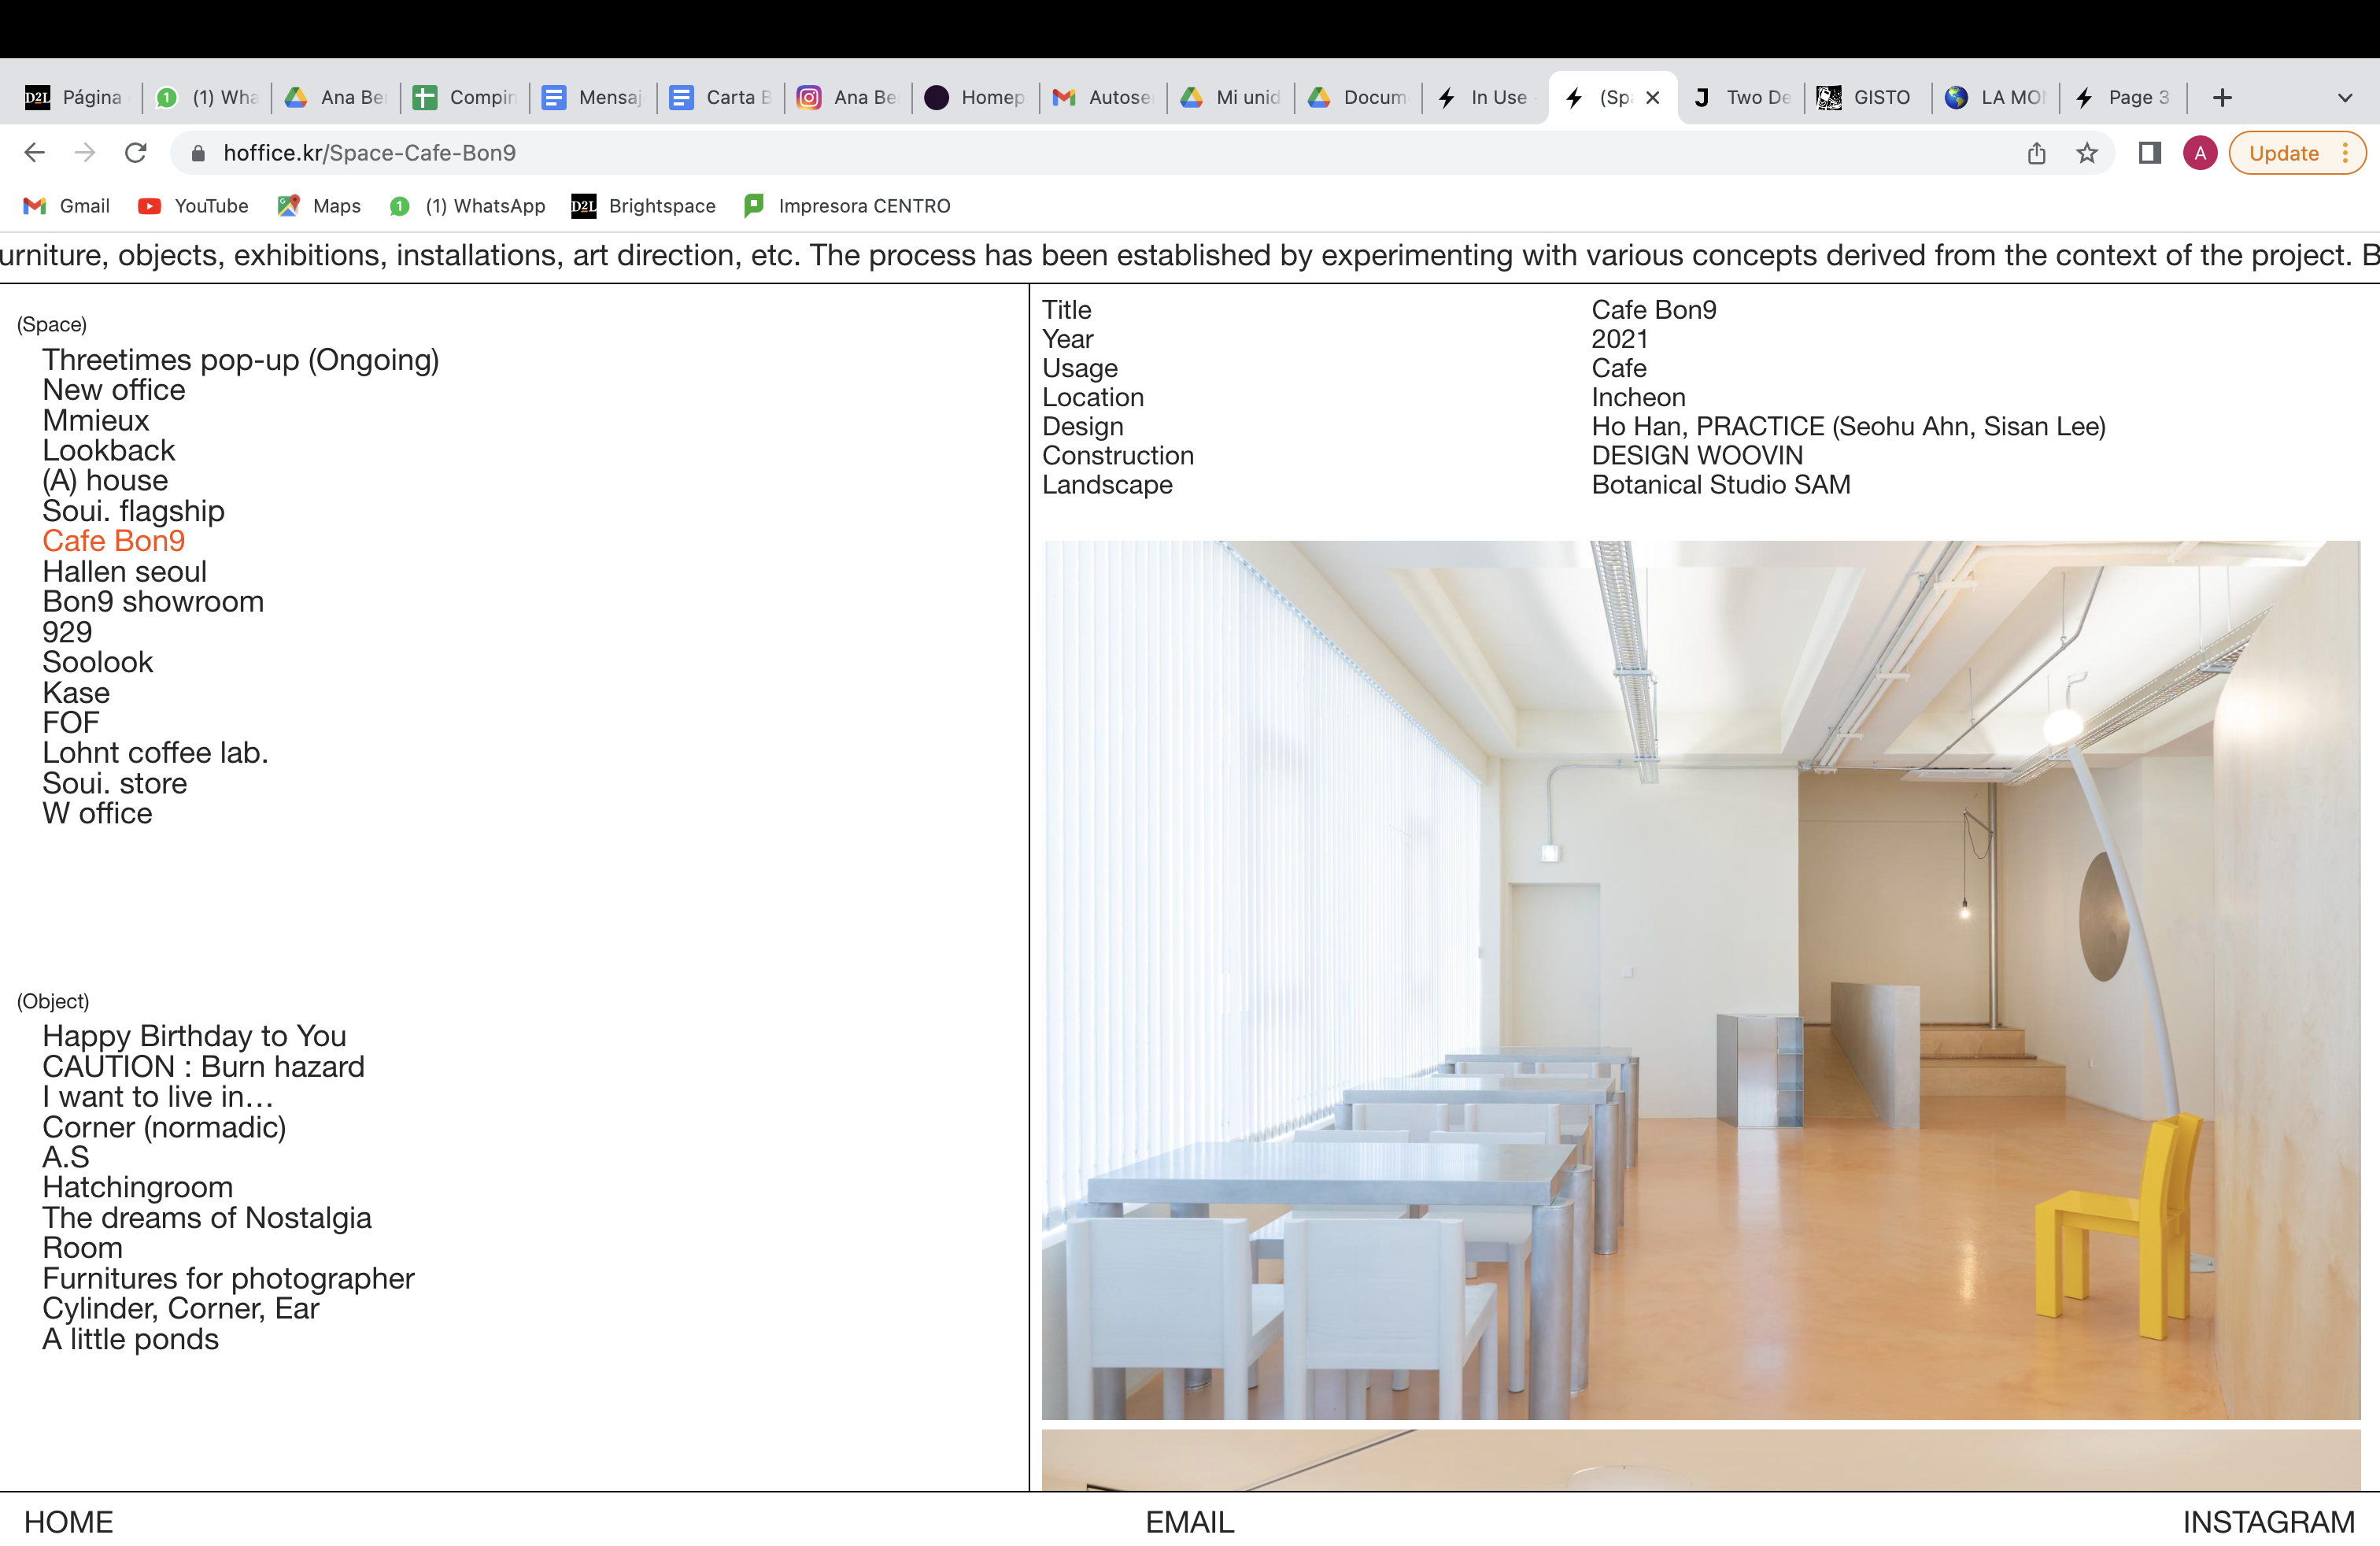 D2L Página
1 (1) Wha
Ana Be
Compin
Mensaj
Carta B
Ana Be
Homep
Autose
Mi unid
Docum
In Use
(Sp
J Two De
GISTO
LA MO
Page 3
hoffice.kr/Space-Cafe-Bon9
A
Update
Gmail
YouTube
Maps
1 (1) WhatsApp
D2L Brightspace
Impresora CENTRO
urniture, objects, exhibitions, installations, art direction, etc. The process has been established by experimenting with various concepts derived from the context of the project. B
(Space)
Threetimes pop-up (Ongoing)
New office
Mmieux
Lookback
(A) house
Soui. flagship
Cafe Bon9
Hallen seoul
Bon9 showroom
929
Soolook
Kase
FOF
Lohnt coffee lab.
Soui. store
W office
(Object)
Happy Birthday to You
CAUTION : Burn hazard
I want to live in...
Corner (normadic)
A.S
Hatchingroom
The dreams of Nostalgia
Room
Furnitures for photographer
Cylinder, Corner, Ear
A little ponds
Title Cafe Bon9
Year 2021
Usage Cafe
Location Incheon
Design Ho Han, PRACTICE (Seohu Ahn, Sisan Lee)
Construction DESIGN WOOVIN
Landscape Botanical Studio SAM
HOME
EMAIL
INSTAGRAM